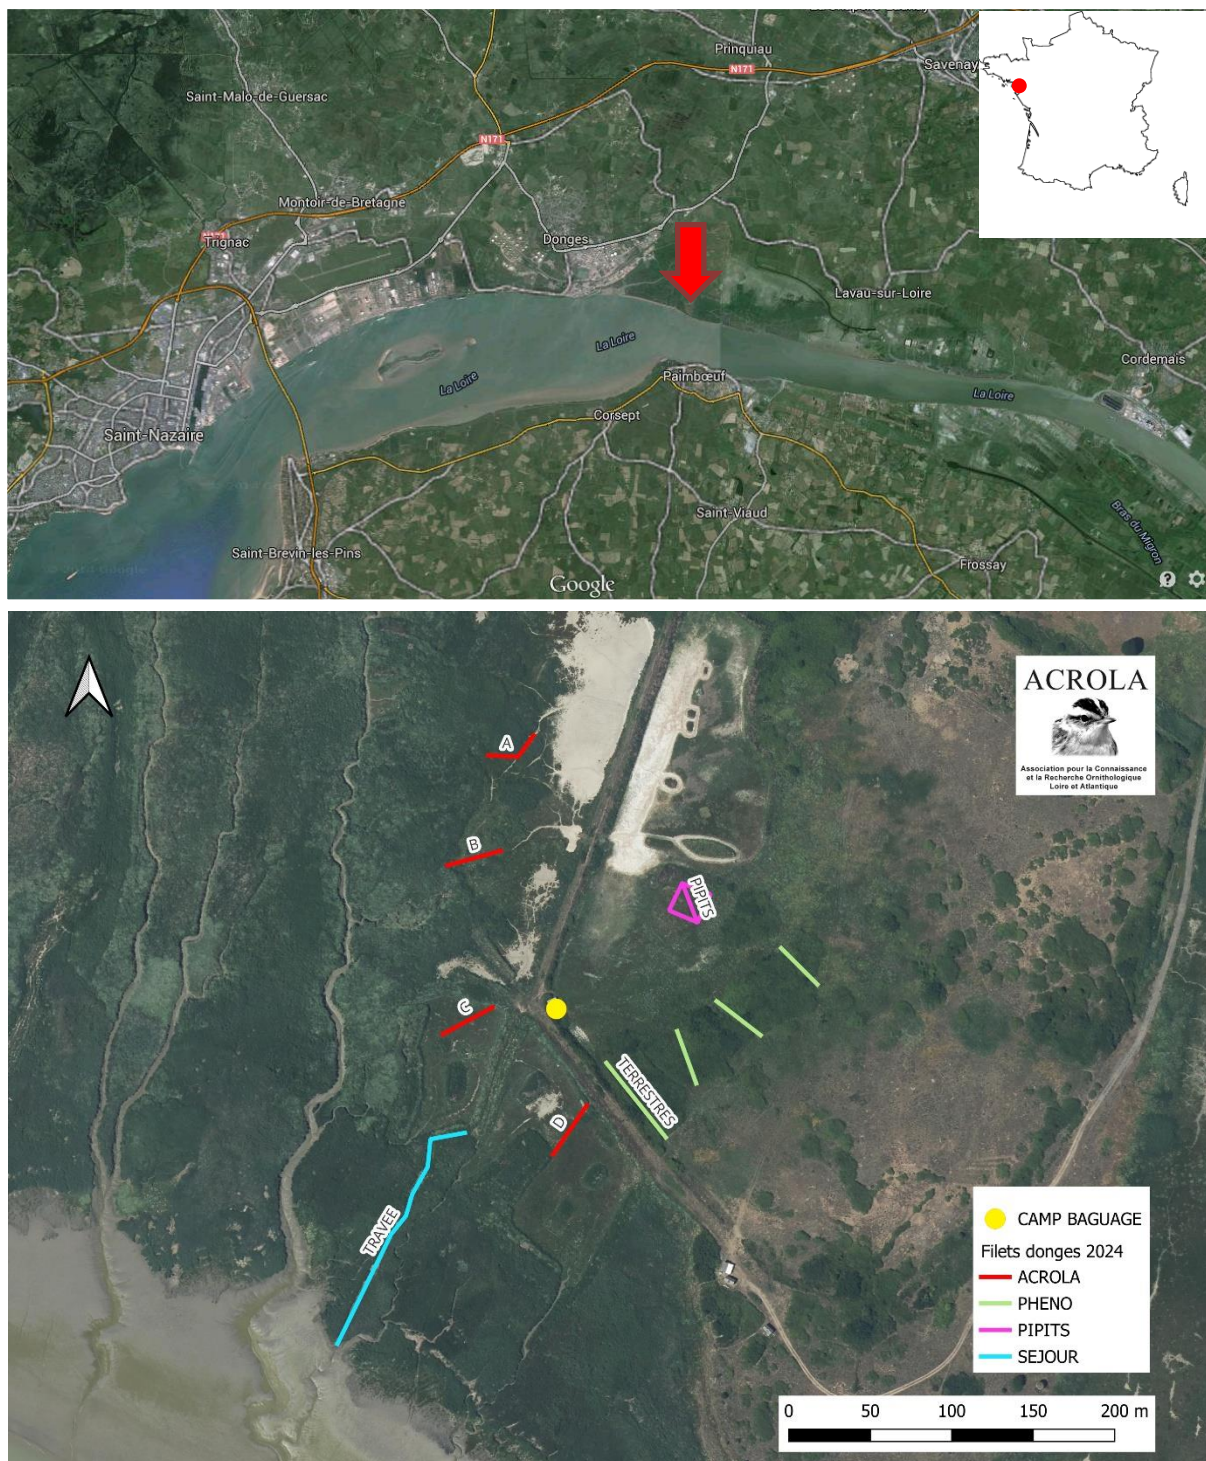 Prinquiau
N171
Savenay
Saint-Malo-de-Guersac
N171
Montoir-de-Bretagne
N171
Trignac
Donges
Lavau-sur-Loire
La Loire
Cordemais
La Loire
Paimbœuf
La Loire
Corsept
Saint-Nazaire
Saint-Viaud
Bras du Migron
Saint-Brevin-les-Pins
Frossay
Google
ACROLA
Association pour la Connaissance
et la Recherche Ornithologique
Loire et Atlantique
A
B
PIPITS
C
TERRESTRES
D
TRAVEE
CAMP BAGUAGE
Filets donges 2024
ACROLA
PHENO
PIPITS
SEJOUR
0 50 100 150 200 m